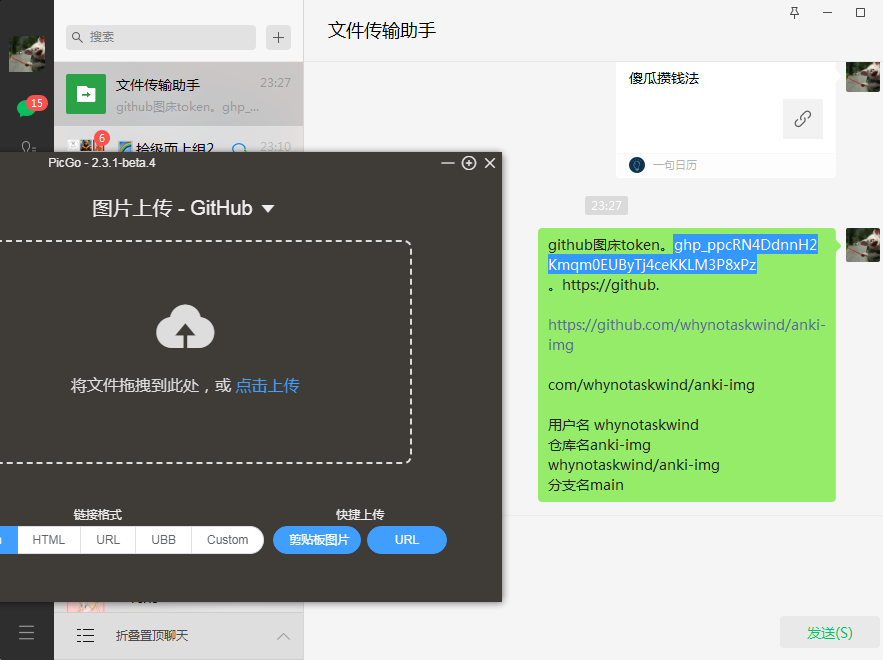 搜索
15
文件传输助手
23:27
github图床token。ghp_...
6
拾级而上组2
23:10
文件传输助手
傻瓜攒钱法
一句日历
23:27
github图床token。ghp_ppcRN4DdnnH2
Kmqm0EUByTj4ceKKLM3P8xPz
。https://github.
https://github.com/whynotaskwind/anki-
img
com/whynotaskwind/anki-img
用户名 whynotaskwind
仓库名anki-img
whynotaskwind/anki-img
分支名main
发送(S)
PicGo - 2.3.1-beta.4
图片上传 - GitHub
将文件拖拽到此处，或 点击上传
链接格式
快捷上传
HTML
URL
UBB
Custom
剪贴板图片
URL
折叠置顶聊天